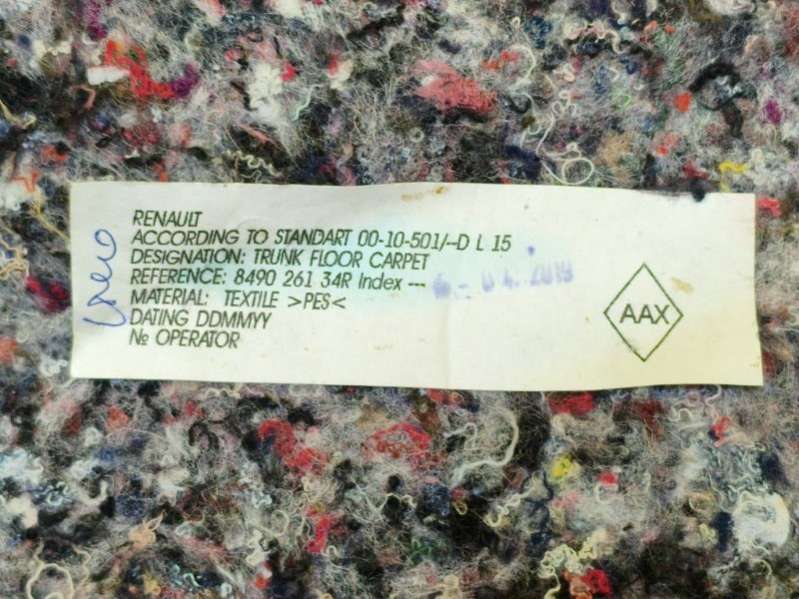 RENAULT
ACCORDING TO STANDART 00-10-501/--D L 15
DESIGNATION: TRUNK FLOOR CARPET
REFERENCE: 8490 261 34R Index ---
MATERIAL: TEXTILE >PES<
DATING DDMMYY
№ OPERATOR
AAX